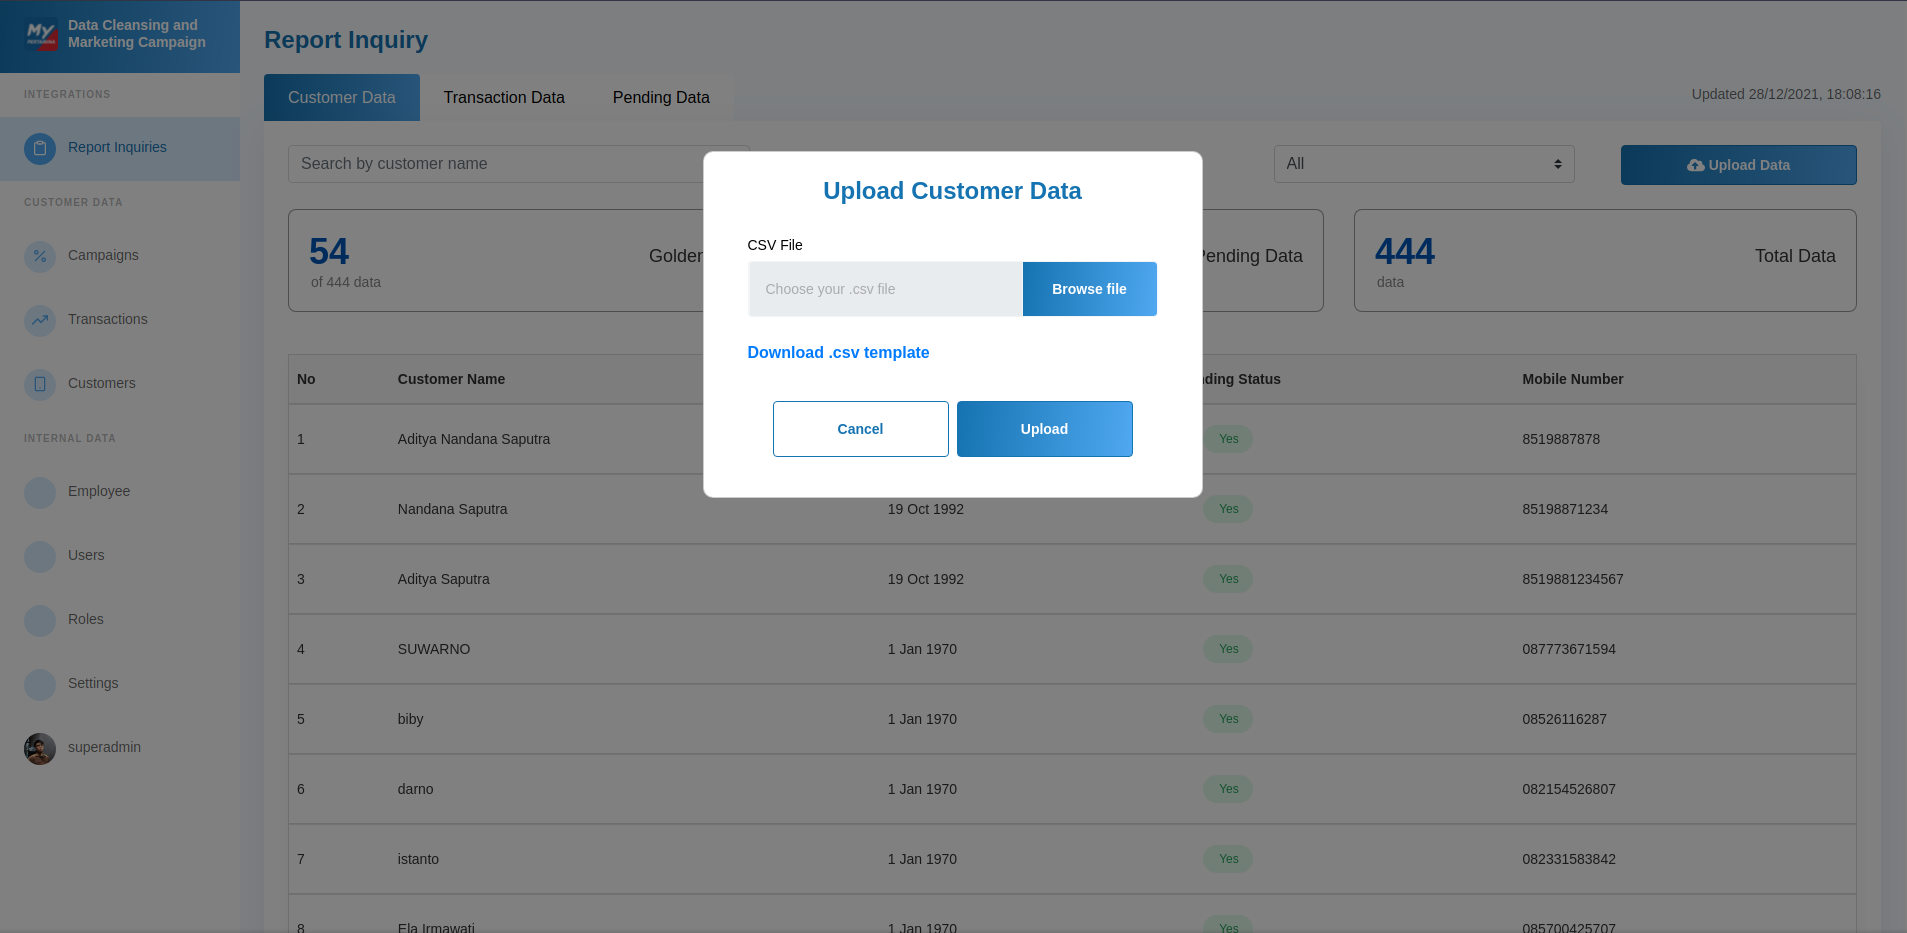 My
Data Cleansing and
Marketing Campaign
INTEGRATIONS
Report Inquiries
CUSTOMER DATA
Campaigns
Transactions
Customers
INTERNAL DATA
Employee
Users
Roles
Settings
superadmin
Report Inquiry
Customer Data
Transaction Data
Pending Data
Updated 28/12/2021, 18:08:16
Search by customer name
All
Upload Data
54
of 444 data
Golden
Pending Data
444
data
Total Data
Upload Customer Data
CSV File
Choose your .csv file
Browse file
Download .csv template
Cancel
Upload
No Customer Name ding Status Mobile Number
1 Aditya Nandana Saputra Yes 8519887878
2 Nandana Saputra 19 Oct 1992 Yes 85198871234
3 Aditya Saputra 19 Oct 1992 Yes 8519881234567
4 SUWARNO 1 Jan 1970 Yes 087773671594
5 biby 1 Jan 1970 Yes 08526116287
6 darno 1 Jan 1970 Yes 082154526807
7 istanto 1 Jan 1970 Yes 082331583842
8 Ela Irmawati 1 Jan 1970 Yes 085700425707